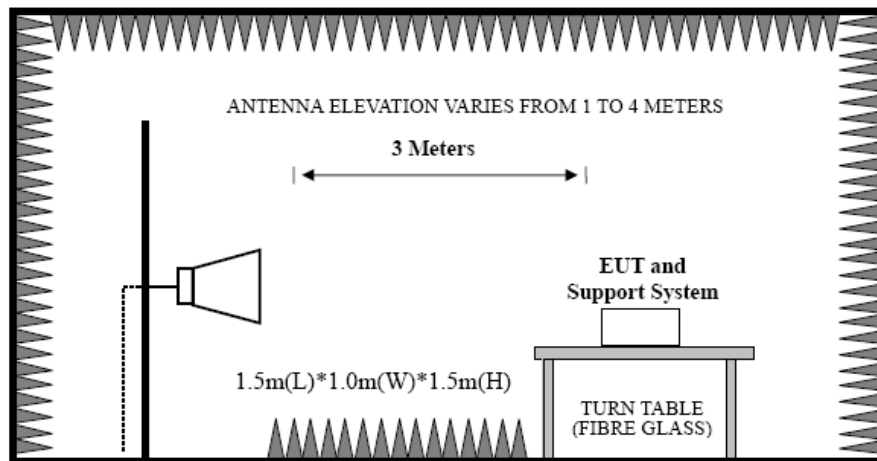 ANTENNA ELEVATION VARIES FROM 1 TO 4 METERS
3 Meters
EUT and
Support System
1.5m(L)*1.0m(W)*1.5m(H)
TURN TABLE
(FIBRE GLASS)